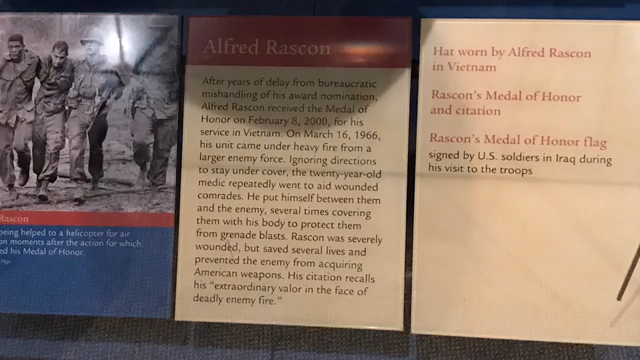 Rascon
being helped to a helicopter for air
on moments after the action for which
ed his Medal of Honor.
Alfred Rascon
After years of delay from bureaucratic
mishandling of his award nomination,
Alfred Rascon received the Medal of
Honor on February 8, 2000, for his
service in Vietnam. On March 16, 1966,
his unit came under heavy fire from a
larger enemy force. Ignoring directions
to stay under cover, the twenty-year-old
medic repeatedly went to aid wounded
comrades. He put himself between them
and the enemy, several times covering
them with his body to protect them
from grenade blasts. Rascon was severely
wounded, but saved several lives and
prevented the enemy from acquiring
American weapons. His citation recalls
his “extraordinary valor in the face of
deadly enemy fire.”
Hat worn by Alfred Rascon
in Vietnam
Rascon’s Medal of Honor
and citation
Rascon’s Medal of Honor flag
signed by U.S. soldiers in Iraq during
his visit to the troops